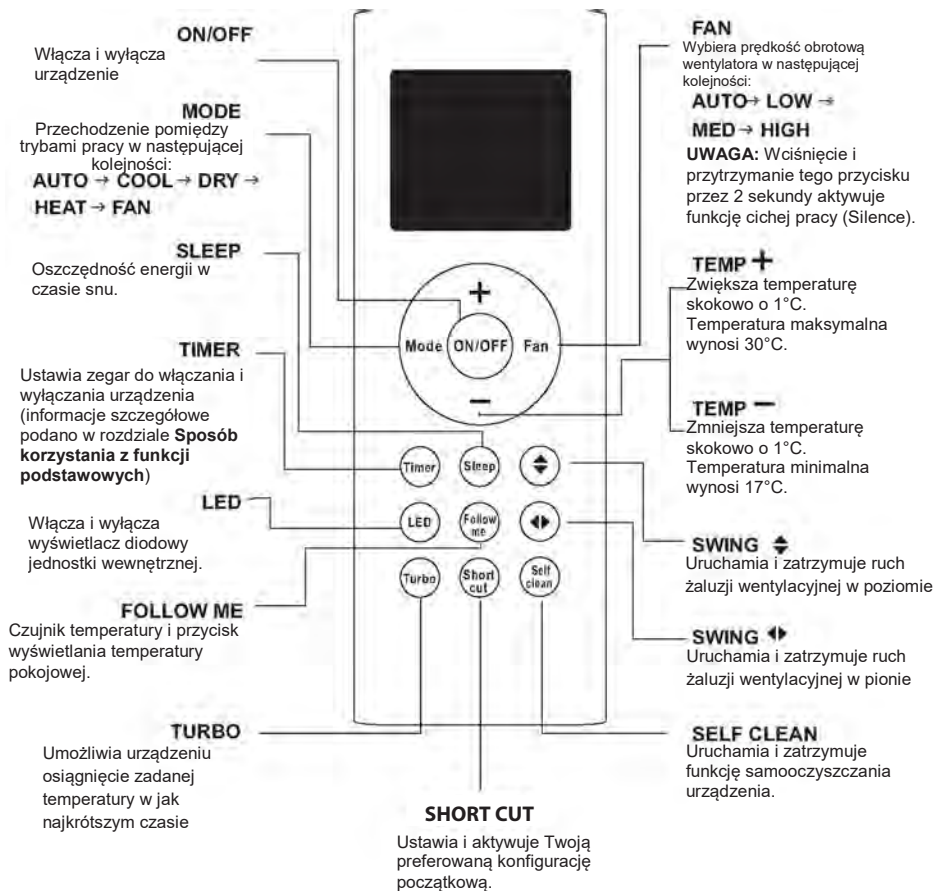 ON/OFF
Włącza i wyłącza
urządzenie
MODE
Przechodzenie pomiędzy
trybami pracy w następującej
kolejności:
AUTO → COOL → DRY →
HEAT → FAN
SLEEP
Oszczędność energii w
czasie snu.
TIMER
Ustawia zegar do włączania i
wyłączania urządzenia
(informacje szczegółowe
podano w rozdziale Sposób
korzystania z funkcji
podstawowych)
LED
Włącza i wyłącza
wyświetlacz diodowy
jednostki wewnętrznej.
FOLLOW ME
Czujnik temperatury i przycisk
wyświetlania temperatury
pokojowej.
TURBO
Umożliwia urządzeniu
osiągnięcie zadanej
temperatury w jak
najkrótszym czasie
+
Mode ON/OFF Fan
−
Timer Sleep
LED Follow
me
Turbo Short
cut Self
clean
SHORT CUT
Ustawia i aktywuje Twoją
preferowaną konfigurację
początkową.
FAN
Wybiera prędkość obrotową
wentylatora w następującej
kolejności:
AUTO→ LOW →
MED → HIGH
UWAGA: Wciśnięcie i
przytrzymanie tego przycisku
przez 2 sekundy aktywuje
funkcję cichej pracy (Silence).
TEMP +
Zwiększa temperaturę
skokowo o 1°C.
Temperatura maksymalna
wynosi 30°C.
TEMP −
Zmniejsza temperaturę
skokowo o 1°C.
Temperatura minimalna
wynosi 17°C.
SWING
Uruchamia i zatrzymuje ruch
żaluzji wentylacyjnej w poziomie
SWING
Uruchamia i zatrzymuje ruch
żaluzji wentylacyjnej w pionie
SELF CLEAN
Uruchamia i zatrzymuje
funkcję samooczyszczania
urządzenia.